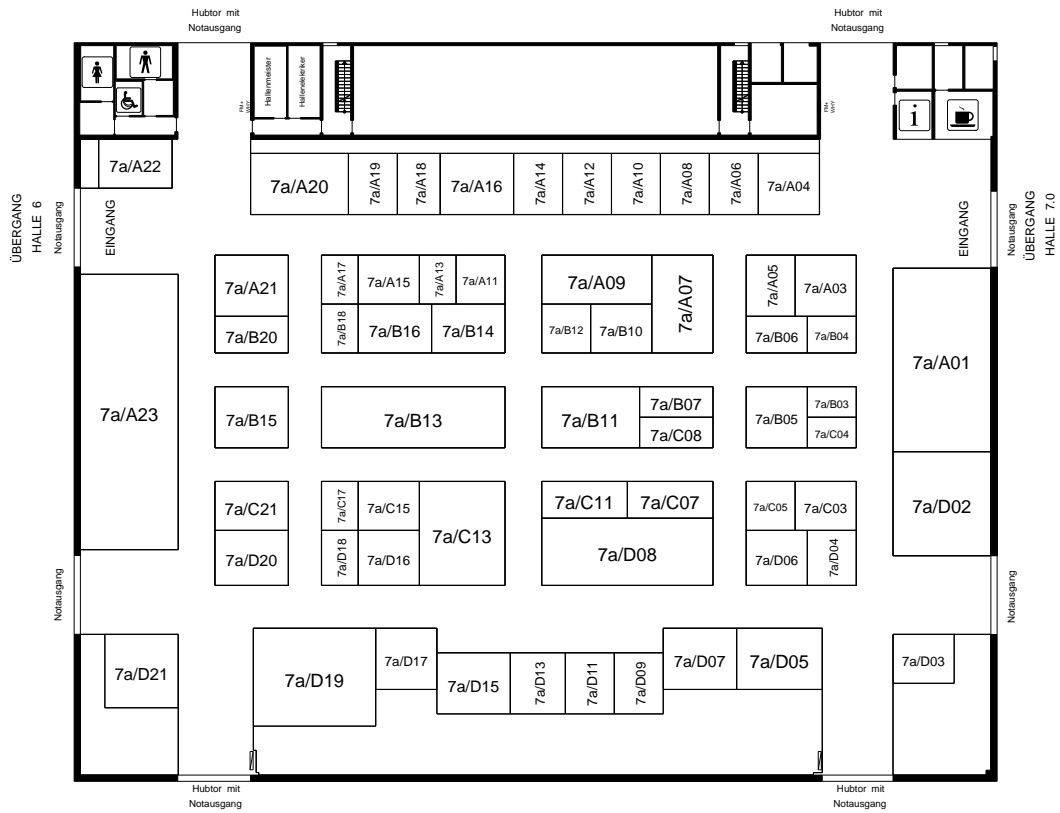 Hubtor mit
Notausgang
Hubtor mit
Notausgang
Hallenmeister
Hallenelektriker
FM+
WHY
FM+
WHY
i
7a/A22
7a/A20
7a/A19
7a/A18
7a/A16
7a/A14
7a/A12
7a/A10
7a/A08
7a/A06
7a/A04
ÜBERGANG
HALLE 6
Notausgang
EINGANG
EINGANG
Notausgang
ÜBERGANG
HALLE 7.0
7a/A21
7a/A17
7a/A15
7a/A13
7a/A11
7a/A09
7a/A07
7a/A05
7a/A03
7a/B20
7a/B18
7a/B16
7a/B14
7a/B12
7a/B10
7a/B06
7a/B04
7a/A01
7a/A23
7a/B15
7a/B13
7a/B11
7a/B07
7a/C08
7a/B05
7a/B03
7a/C04
7a/C21
7a/C17
7a/C15
7a/C13
7a/C11
7a/C07
7a/C05
7a/C03
7a/D02
7a/D20
7a/D18
7a/D16
7a/D08
7a/D06
7a/D04
Notausgang
Notausgang
7a/D21
7a/D19
7a/D17
7a/D15
7a/D13
7a/D11
7a/D09
7a/D07
7a/D05
7a/D03
Hubtor mit
Notausgang
Hubtor mit
Notausgang